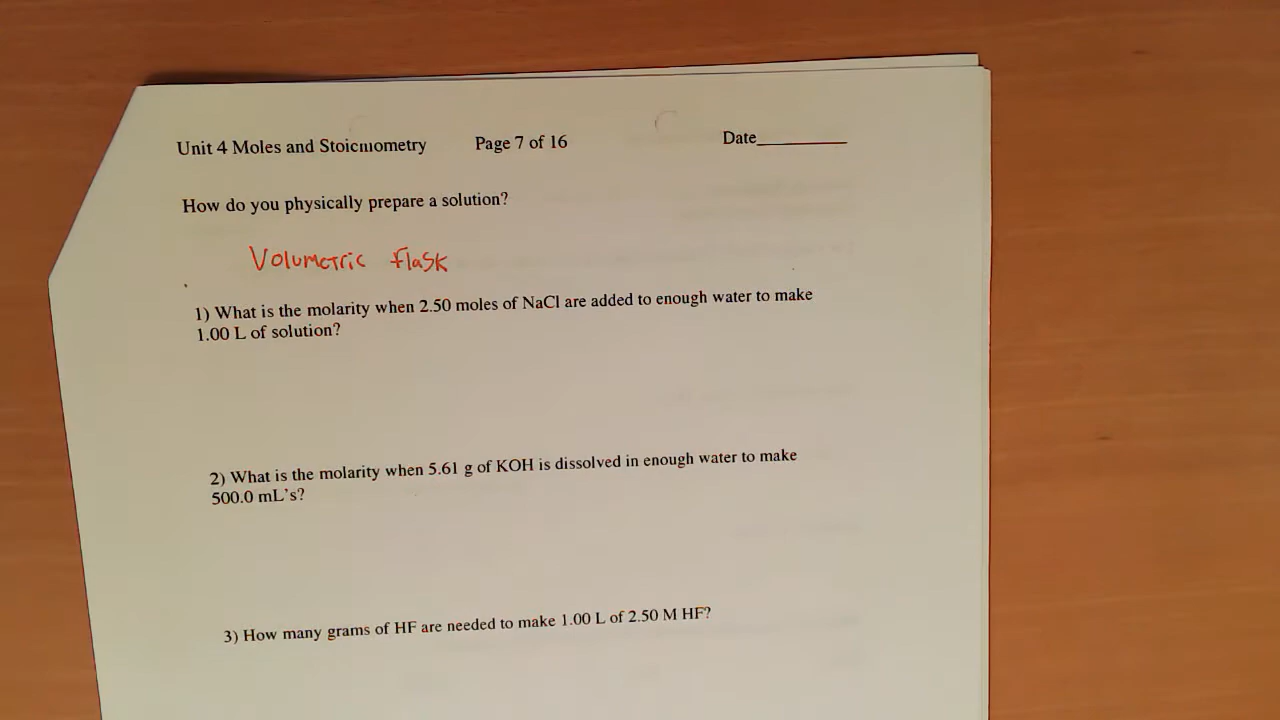 Unit 4 Moles and Stoichiometry Page 7 of 16 Date__________
How do you physically prepare a solution?
Volumetric flask
1) What is the molarity when 2.50 moles of NaCl are added to enough water to make
1.00 L of solution?
2) What is the molarity when 5.61 g of KOH is dissolved in enough water to make
500.0 mL's?
3) How many grams of HF are needed to make 1.00 L of 2.50 M HF?